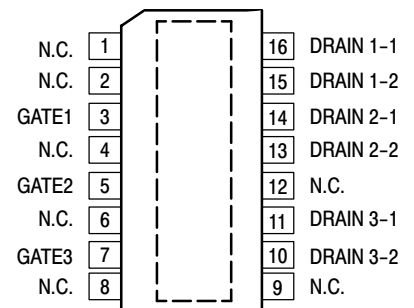 N.C. 1 16 DRAIN 1-1
N.C. 2 15 DRAIN 1-2
GATE1 3 14 DRAIN 2-1
N.C. 4 13 DRAIN 2-2
GATE2 5 12 N.C.
N.C. 6 11 DRAIN 3-1
GATE3 7 10 DRAIN 3-2
N.C. 8 9 N.C.